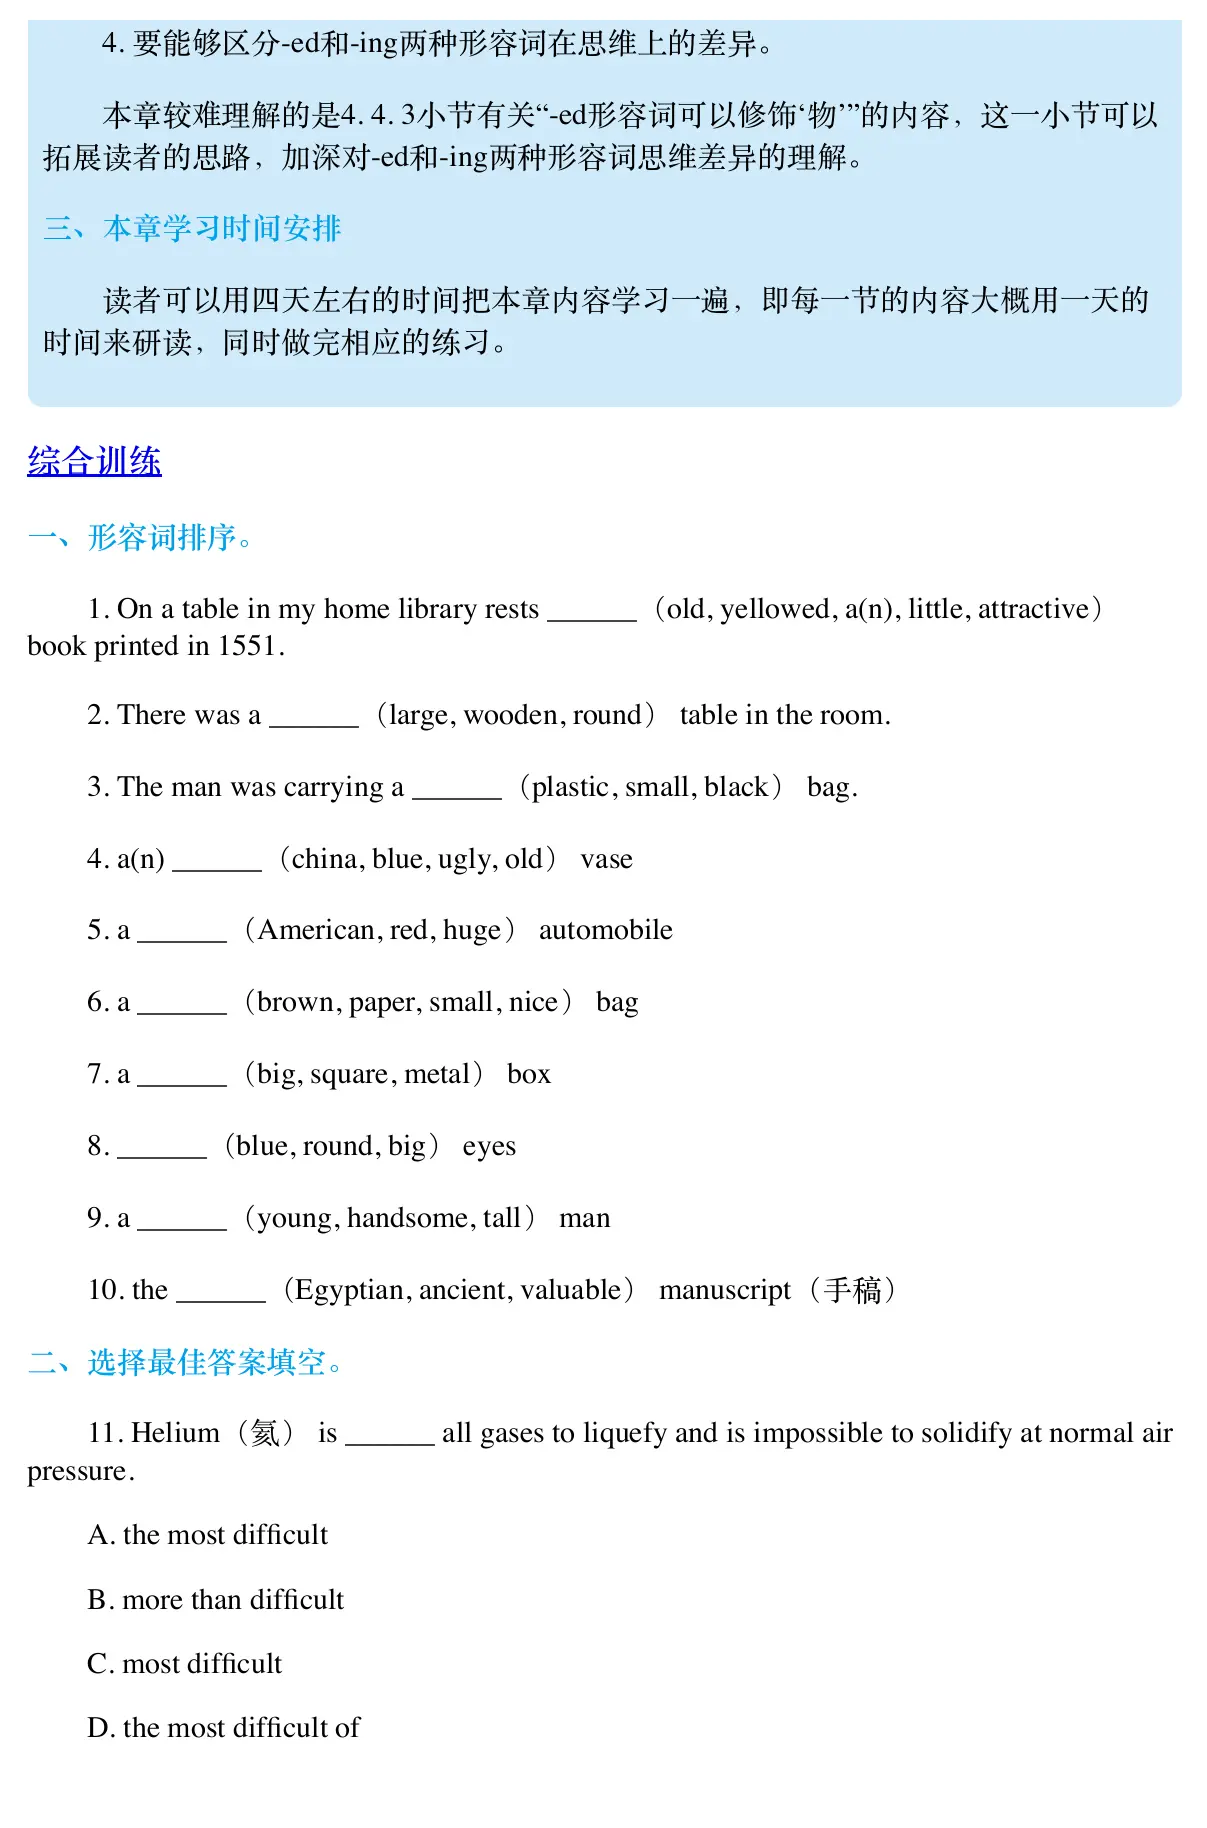 4. 要能够区分-ed和-ing两种形容词在思维上的差异。
本章较难理解的是4. 4. 3小节有关“-ed形容词可以修饰‘物’”的内容，这一小节可以
拓展读者的思路，加深对-ed和-ing两种形容词思维差异的理解。
三、本章学习时间安排
读者可以用四天左右的时间把本章内容学习一遍，即每一节的内容大概用一天的
时间来研读，同时做完相应的练习。
综合训练
一、形容词排序。
1. On a table in my home library rests ______（old, yellowed, a(n), little, attractive）
book printed in 1551.
2. There was a ______（large, wooden, round） table in the room.
3. The man was carrying a ______（plastic, small, black） bag.
4. a(n) ______（china, blue, ugly, old） vase
5. a ______（American, red, huge） automobile
6. a ______（brown, paper, small, nice） bag
7. a ______（big, square, metal） box
8. ______（blue, round, big） eyes
9. a ______（young, handsome, tall） man
10. the ______（Egyptian, ancient, valuable） manuscript（手稿）
二、选择最佳答案填空。
11. Helium（氦） is ______ all gases to liquefy and is impossible to solidify at normal air
pressure.
A. the most difficult
B. more than difficult
C. most difficult
D. the most difficult of